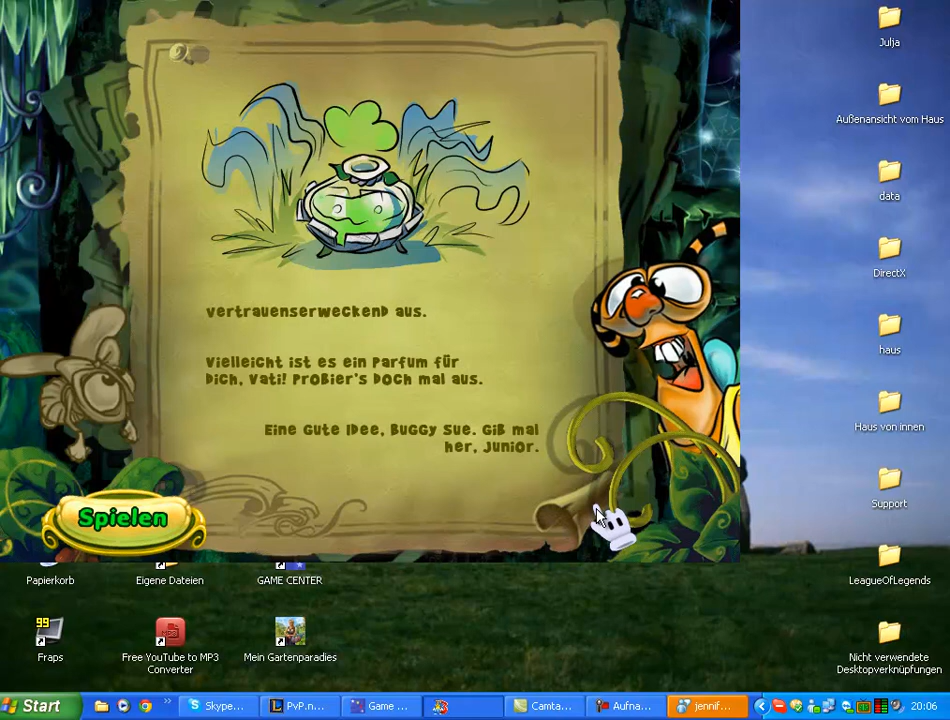 vertrauenserweckend aus.
Vielleicht ist es ein Parfum für
Dich, Vati! Probier's doch mal aus.
Eine gute Idee, Buggy Sue. Gib mal
her, Junior.
Spielen
Julja
Außenansicht vom Haus
data
DirectX
haus
Haus von innen
Support
LeagueOfLegends
Nicht verwendete
Desktopverknüpfungen
Papierkorb
Eigene Dateien
GAME CENTER
99
Fraps
MP3
Free YouTube to MP3
Converter
Mein Gartenparadies
Start
Skype...
PvP.n...
Game ...
Camta...
Aufna...
jennif...
20:06